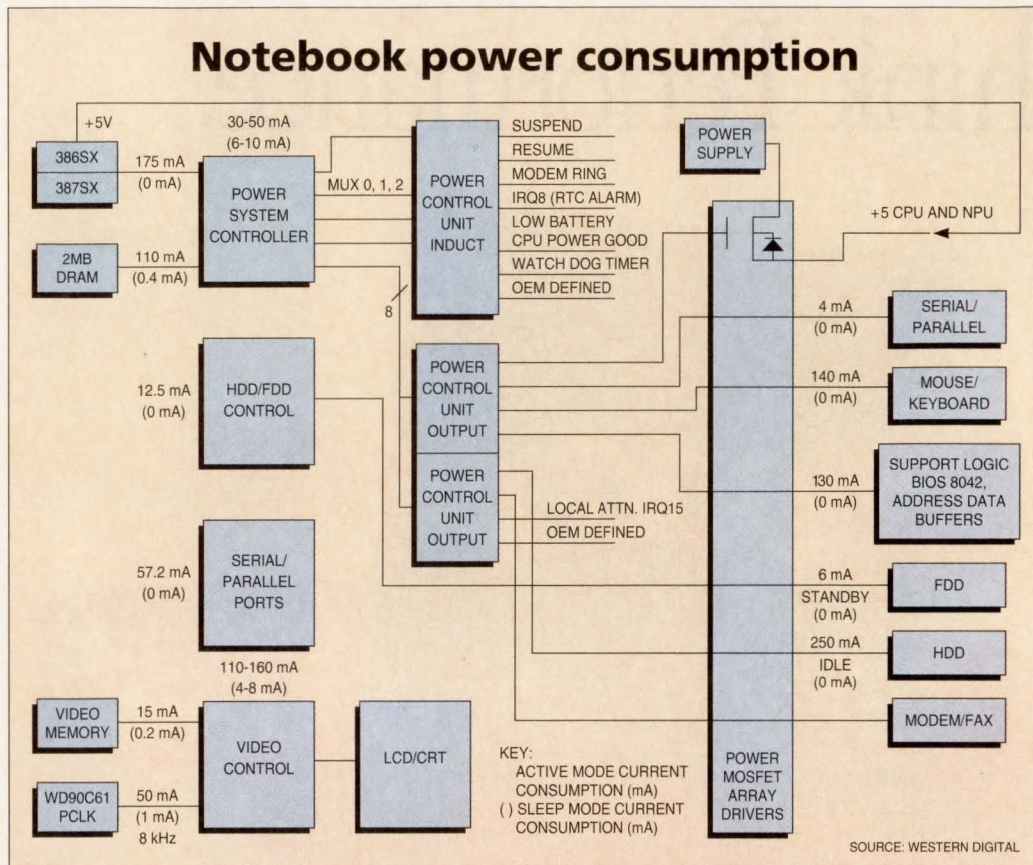 Notebook power consumption
+5V
386SX
387SX
175 mA
(0 mA)
2MB
DRAM
110 mA
(0.4 mA)
30-50 mA
(6-10 mA)
POWER
SYSTEM
CONTROLLER
MUX 0, 1, 2
8
POWER
CONTROL
UNIT
INDUCT
SUSPEND
RESUME
MODEM RING
IRQ8 (RTC ALARM)
LOW BATTERY
CPU POWER GOOD
WATCH DOG TIMER
OEM DEFINED
POWER
SUPPLY
+5 CPU AND NPU
12.5 mA
(0 mA)
HDD/FDD
CONTROL
POWER
CONTROL
UNIT
OUTPUT
POWER
CONTROL
UNIT
OUTPUT
LOCAL ATTN. IRQ15
OEM DEFINED
4 mA
(0 mA)
SERIAL/
PARALLEL
140 mA
(0 mA)
MOUSE/
KEYBOARD
130 mA
(0 mA)
SUPPORT LOGIC
BIOS 8042,
ADDRESS DATA
BUFFERS
57.2 mA
(0 mA)
SERIAL/
PARALLEL
PORTS
6 mA
STANDBY
(0 mA)
FDD
250 mA
IDLE
(0 mA)
HDD
MODEM/FAX
110-160 mA
(4-8 mA)
VIDEO
MEMORY
15 mA
(0.2 mA)
VIDEO
CONTROL
LCD/CRT
WD90C61
PCLK
50 mA
(1 mA)
8 kHz
KEY:
ACTIVE MODE CURRENT
CONSUMPTION (mA)
( ) SLEEP MODE CURRENT
CONSUMPTION (mA)
POWER
MOSFET
ARRAY
DRIVERS
SOURCE: WESTERN DIGITAL